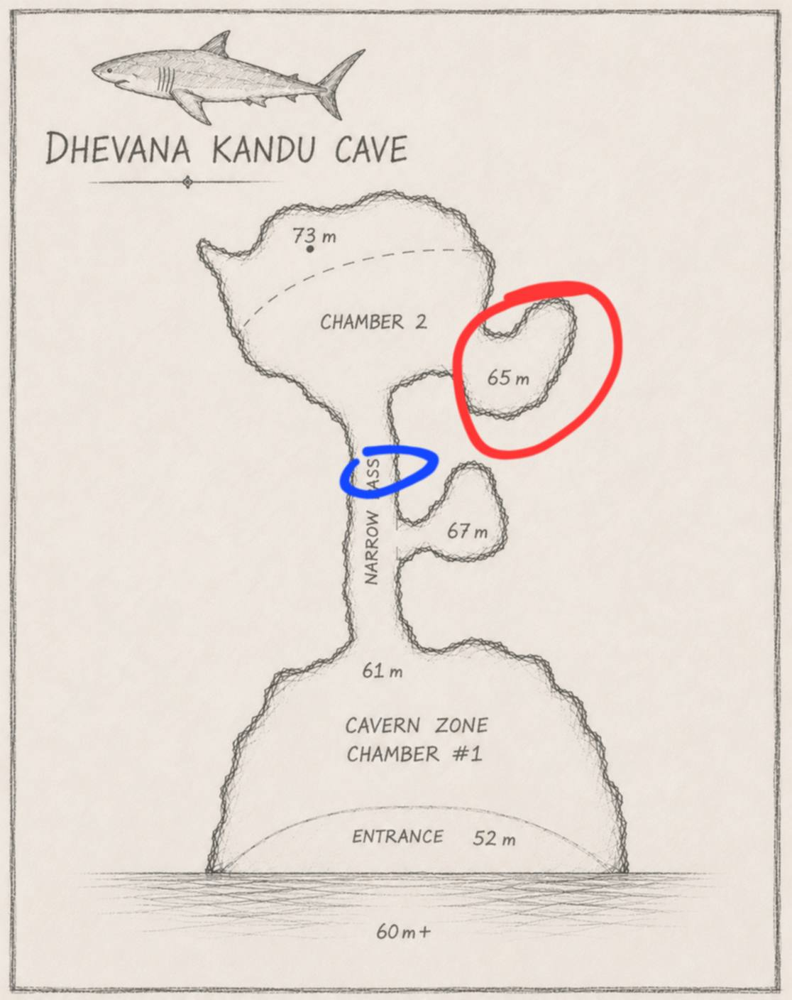 DHEVANA KANDU CAVE
73 m
CHAMBER 2
65 m
67 m
NARROW
61 m
CAVERN ZONE
CHAMBER #1
ENTRANCE 52 m
60 m+